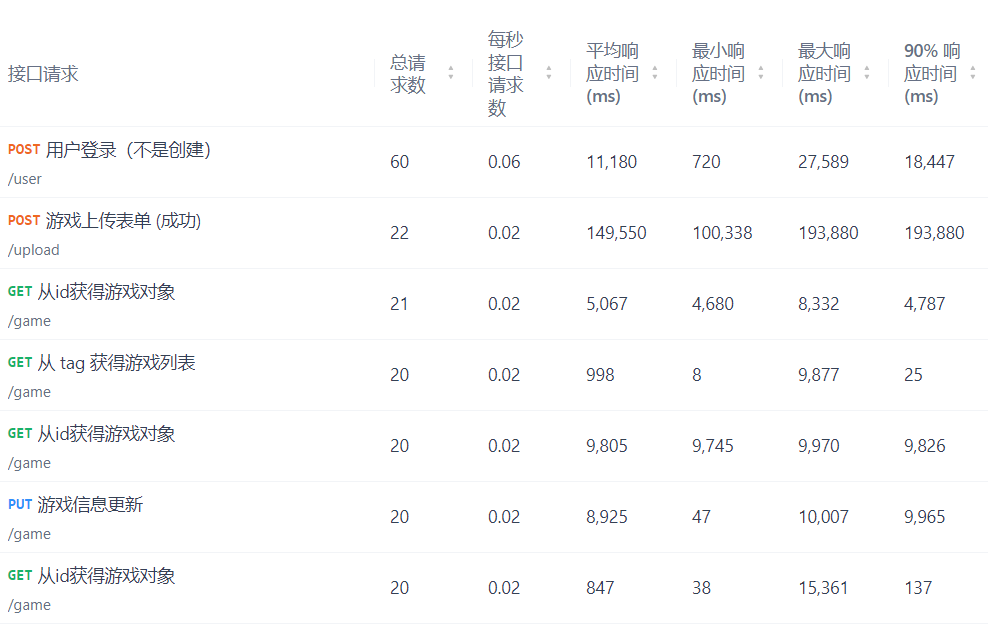 接口请求
总请
求数
每秒
接口
请求
数
平均响
应时间
(ms)
最小响
应时间
(ms)
最大响
应时间
(ms)
90% 响
应时间
(ms)
POST 用户登录（不是创建） 60 0.06 11,180 720 27,589 18,447
/user
POST 游戏上传表单 (成功) 22 0.02 149,550 100,338 193,880 193,880
/upload
GET 从id获得游戏对象 21 0.02 5,067 4,680 8,332 4,787
/game
GET 从 tag 获得游戏列表 20 0.02 998 8 9,877 25
/game
GET 从id获得游戏对象 20 0.02 9,805 9,745 9,970 9,826
/game
PUT 游戏信息更新 20 0.02 8,925 47 10,007 9,965
/game
GET 从id获得游戏对象 20 0.02 847 38 15,361 137
/game